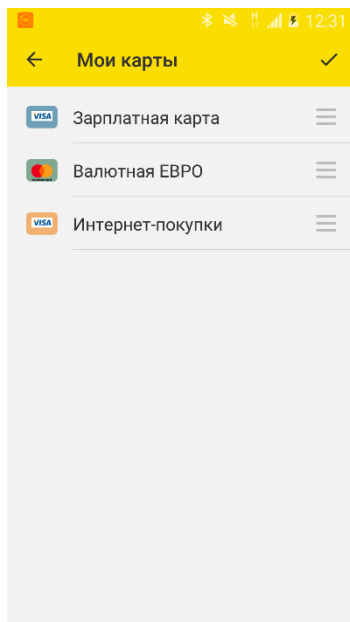 12:31
Мои карты
VISA Зарплатная карта
Валютная ЕВРО
VISA Интернет-покупки